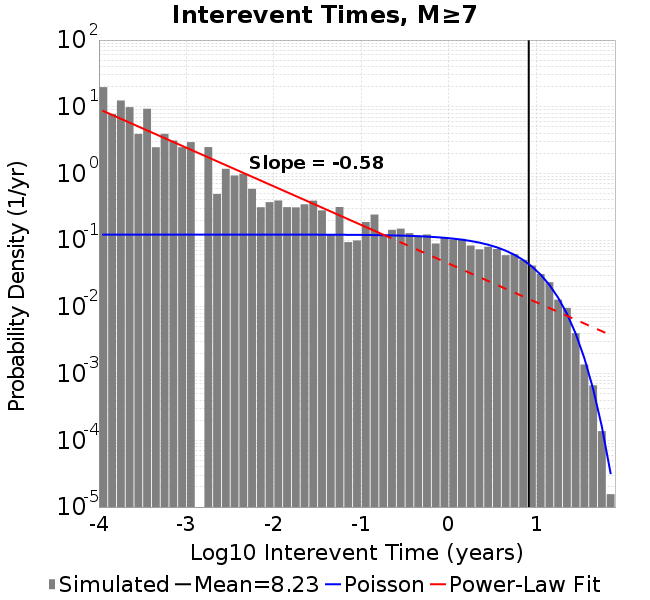 Interevent Times, M≥7
Probability Density (1/yr)
10^2
10^1
10^0
10^-1
10^-2
10^-3
10^-4
10^-5
Slope = -0.58
-4 -3 -2 -1 0 1
Log10 Interevent Time (years)
Simulated Mean=8.23 Poisson Power-Law Fit